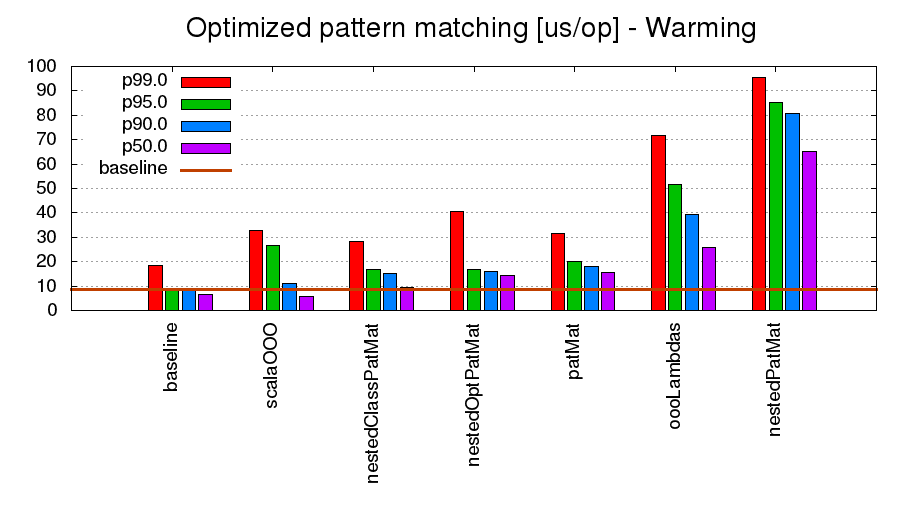 Optimized pattern matching [us/op] - Warming
100
90
80
70
60
50
40
30
20
10
0
p99.0
p95.0
p90.0
p50.0
baseline
baseline
scalaOOO
nestedClassPatMat
nestedOptPatMat
patMat
oooLambdas
nestedPatMat